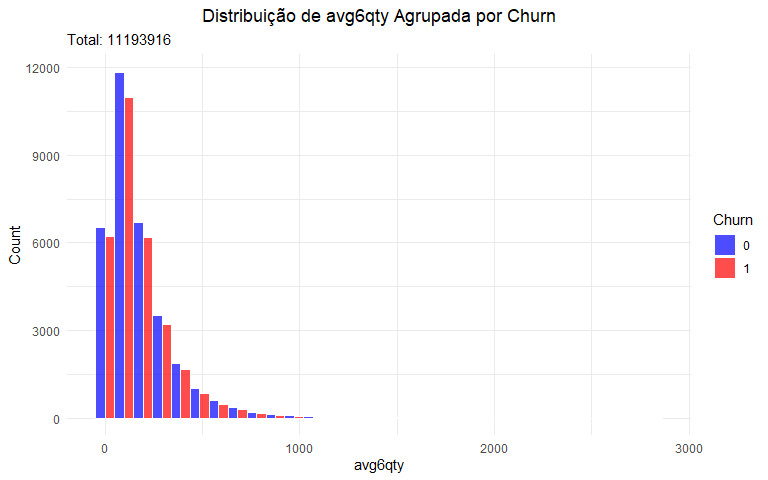 Distribuição de avg6qty Agrupada por Churn
Total: 11193916
12000
9000
6000
3000
0
Count
0
1000
2000
3000
avg6qty
Churn
0
1